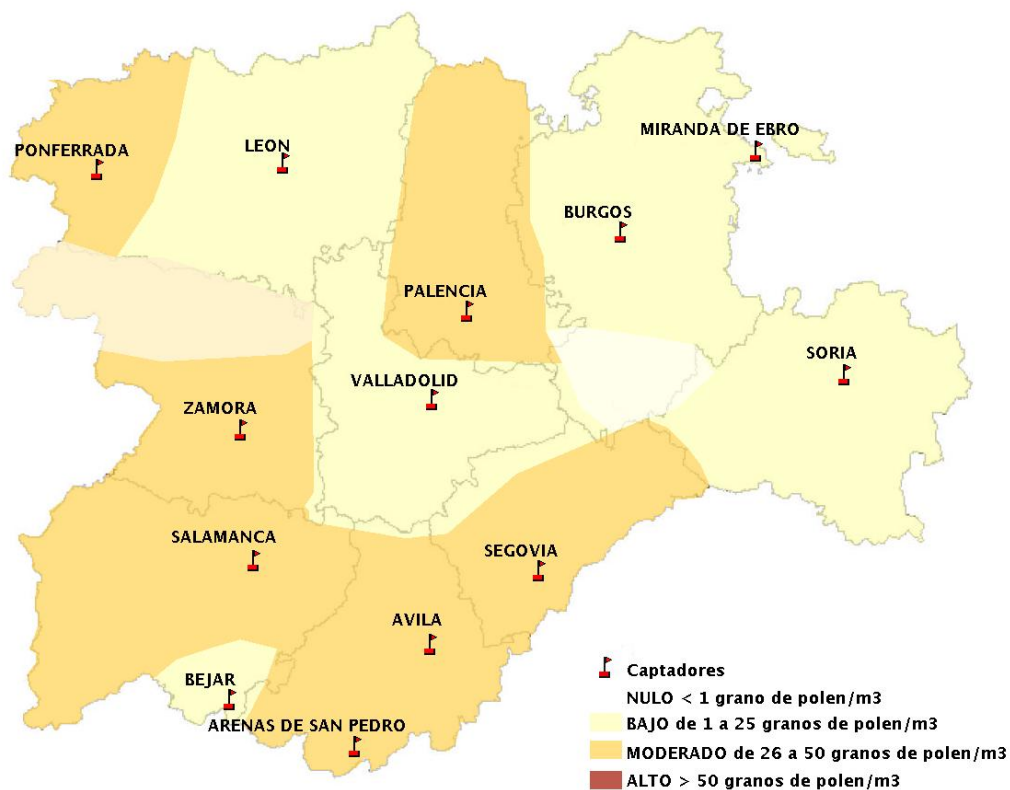 MIRANDA DE EBRO
PONFERRADA
LEON
BURGOS
PALENCIA
SORIA
VALLADOLID
ZAMORA
SALAMANCA
SEGOVIA
AVILA
BEJAR
ARENAS DE SAN PEDRO
Captadores
NULO < 1 grano de polen/m3
BAJO de 1 a 25 granos de polen/m3
MODERADO de 26 a 50 granos de polen/m3
ALTO > 50 granos de polen/m3